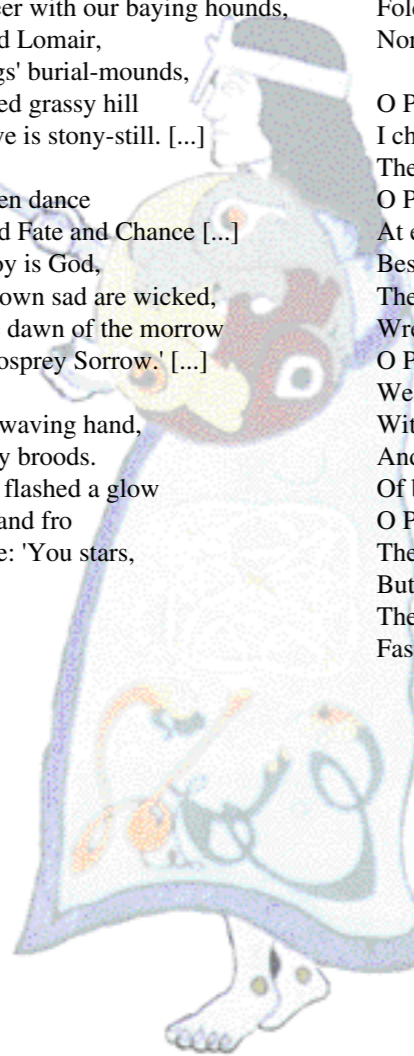 eer with our baying hounds,
d Lomair,
gs' burial-mounds,
ed grassy hill
ve is stony-still. [...]
en dance
d Fate and Chance [...]
oy is God,
own sad are wicked,
e dawn of the morrow
osprey Sorrow.' [...]
waving hand,
y broods.
flashed a glow
and fro
e: 'You stars,
Fol
Nor
O P
I ch
The
O P
At e
Bes
The
Wre
O P
We
Wit
And
Of b
O P
The
But
The
Fas